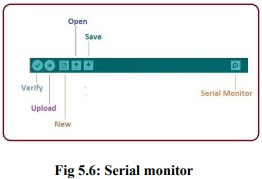 Open
Save
Verify
Upload
New
Serial Monitor
Fig 5.6: Serial monitor